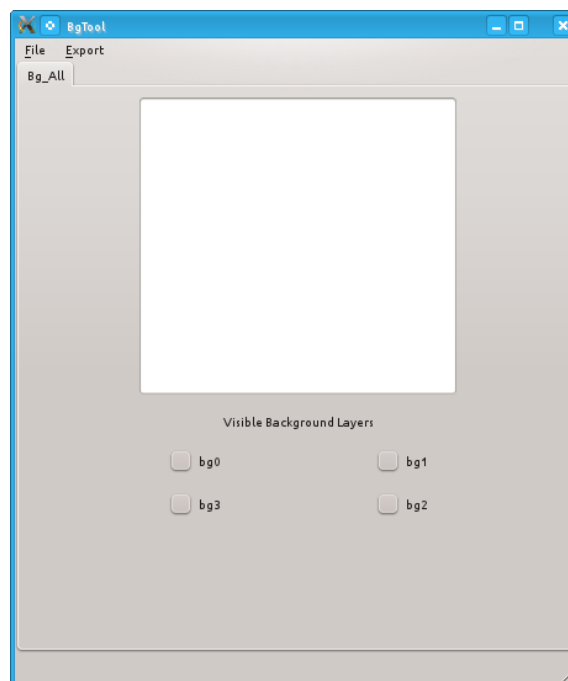 BgTool
File Export
Bg_All
Visible Background Layers
bg0 bg1
bg3 bg2